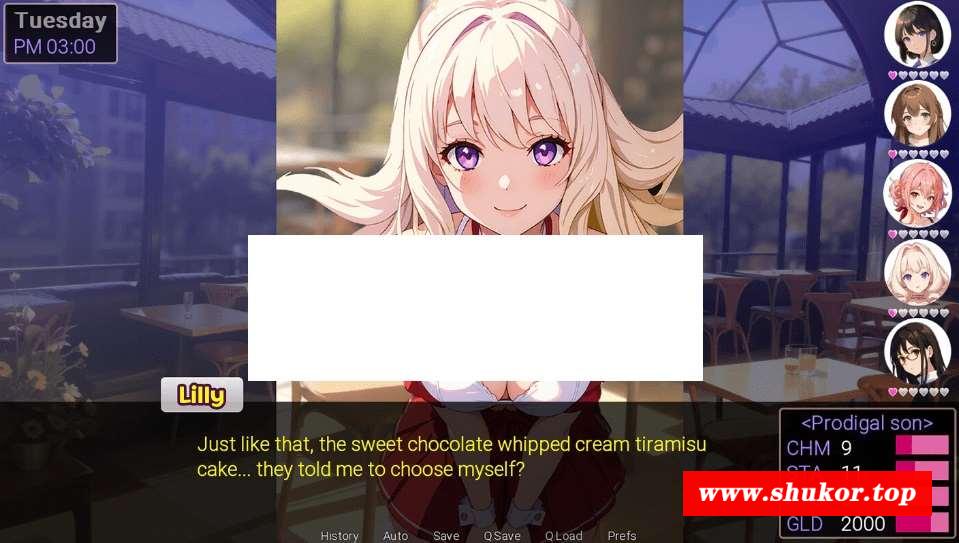 Tuesday
PM 03:00
Lilly
Just like that, the sweet chocolate whipped cream tiramisu
cake... they told me to choose myself?
<Prodigal son>
CHM 9
STA 11
www.shukor.top
GLD 2000
History Auto Save Q.Save Q.Load Prefs